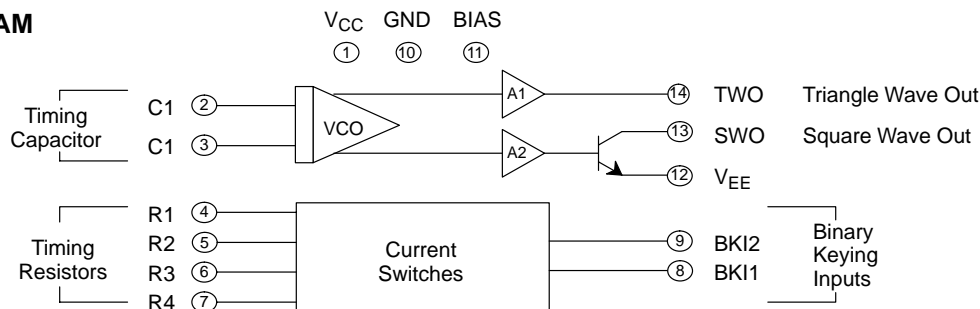 AM
VCC GND BIAS
1 10 11
Timing
Capacitor
C1 2
C1 3
VCO
A1
A2
14 TWO Triangle Wave Out
13 SWO Square Wave Out
12 VEE
Timing
Resistors
R1 4
R2 5
R3 6
R4 7
Current
Switches
9 BKI2
8 BKI1
Binary
Keying
Inputs